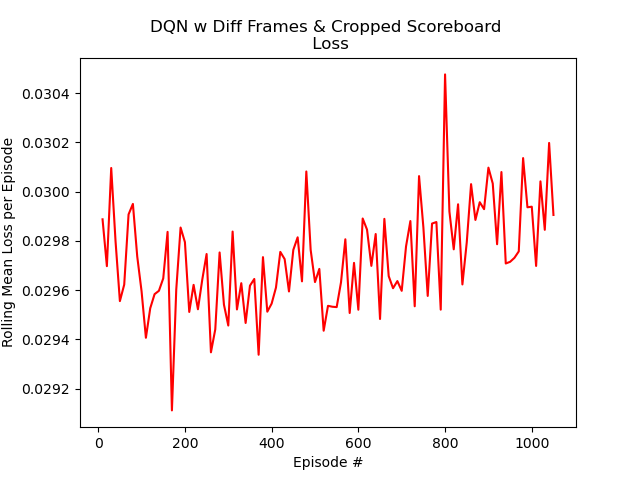 DQN w Diff Frames & Cropped Scoreboard
Loss
0.0304
0.0302
0.0300
0.0298
0.0296
0.0294
0.0292
Rolling Mean Loss per Episode
0 200 400 600 800 1000
Episode #